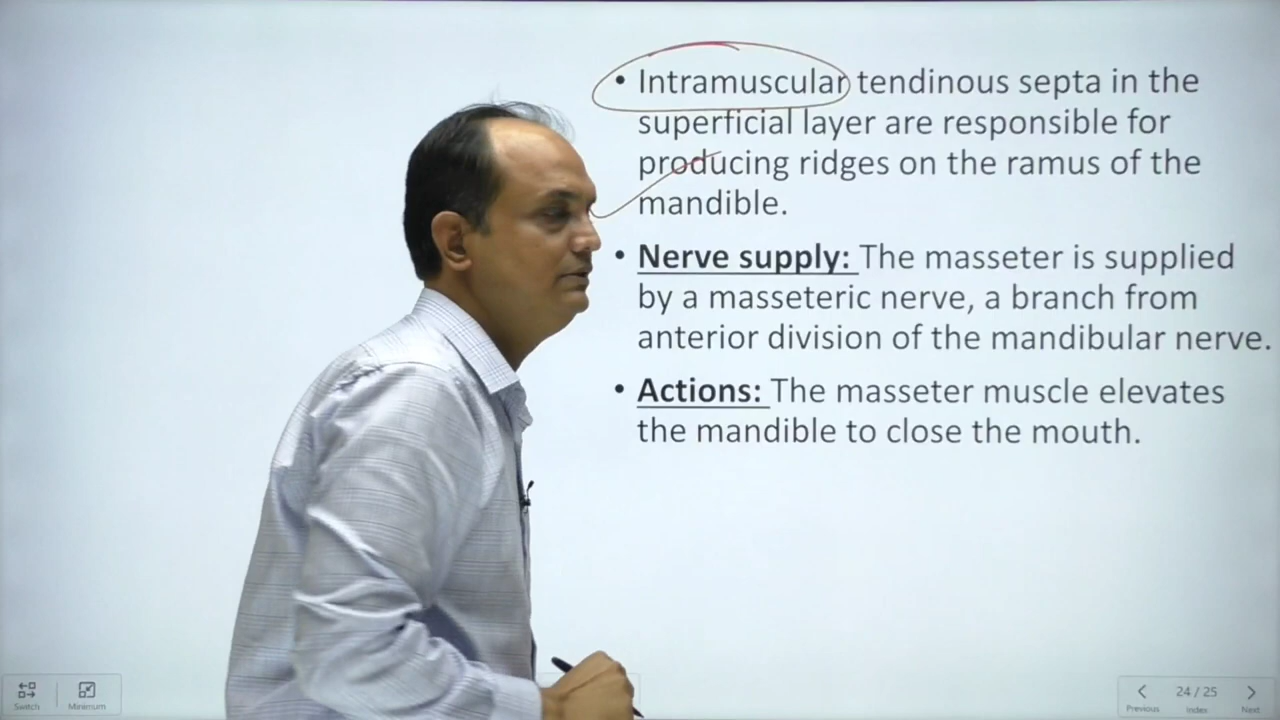 • Intramuscular tendinous septa in the
superficial layer are responsible for
producing ridges on the ramus of the
mandible.
• Nerve supply: The masseter is supplied
by a masseteric nerve, a branch from
anterior division of the mandibular nerve.
• Actions: The masseter muscle elevates
the mandible to close the mouth.
Switch Minimum
24 / 25
Previous Index Next